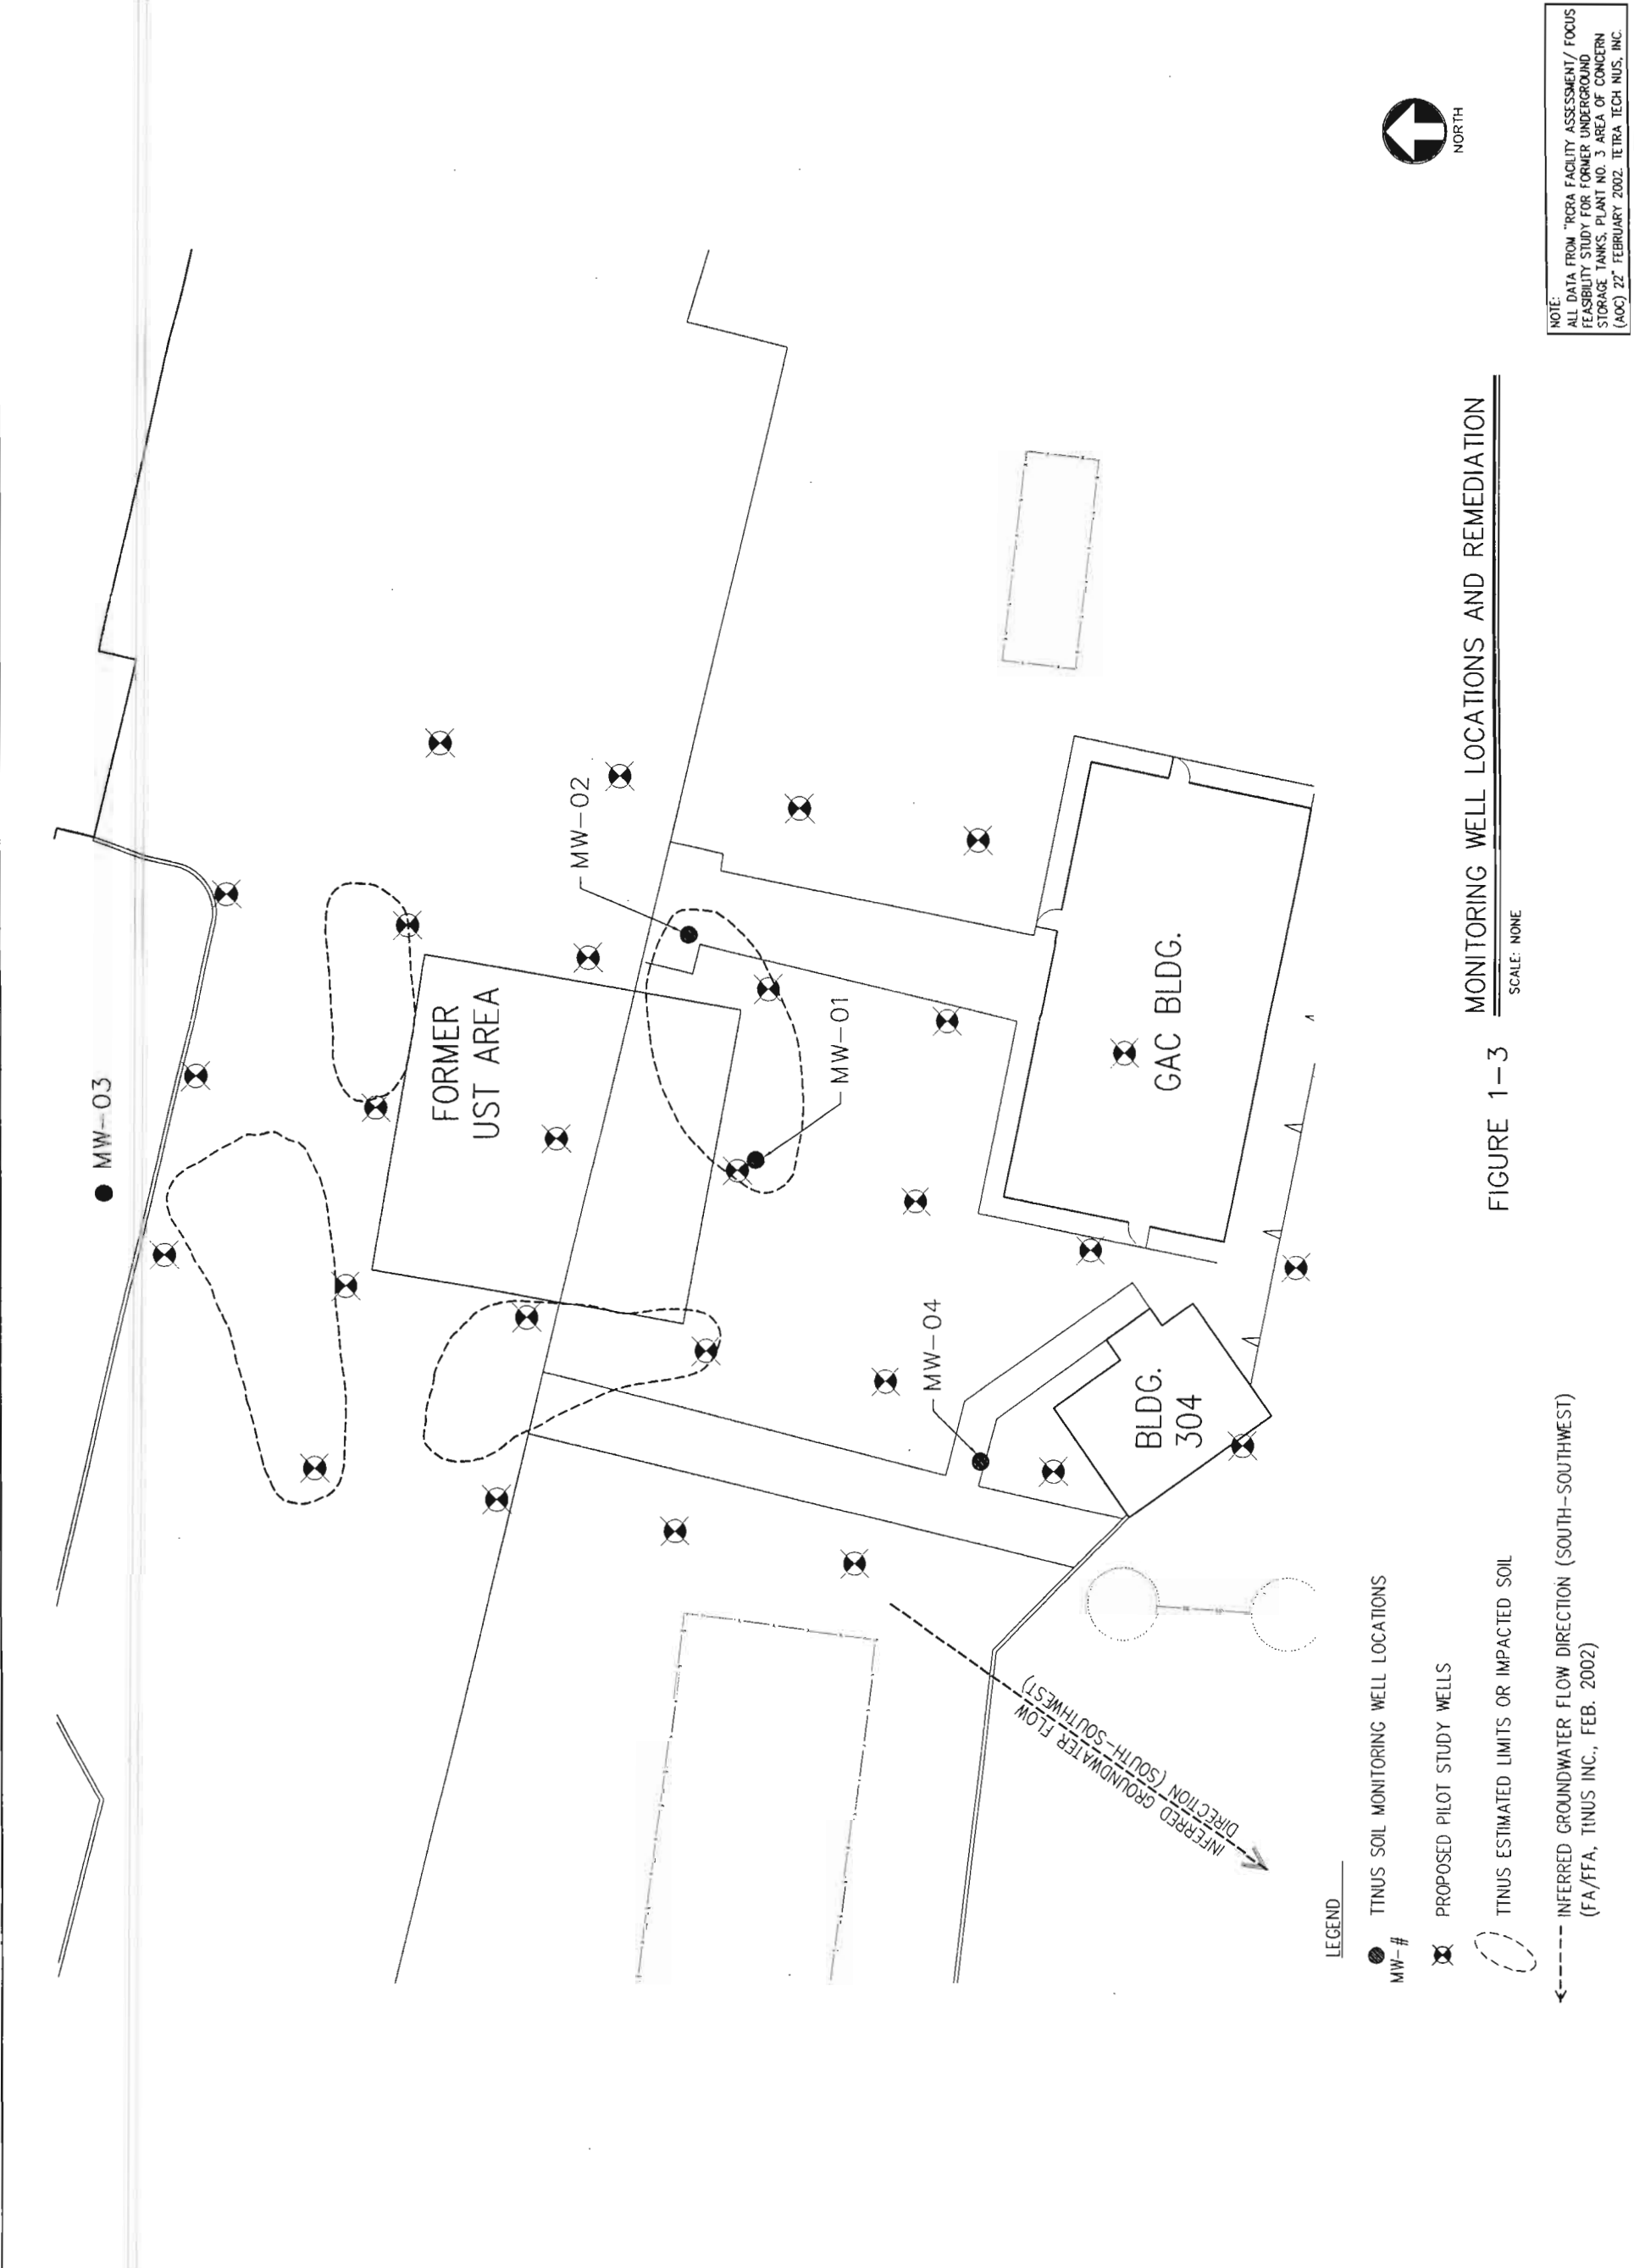 MW-03
MW-02
FORMER
UST AREA
MW-01
MW-04
GAC BLDG.
BLDG.
304
INFERRED GROUNDWATER FLOW
DIRECTION (SOUTH-SOUTHWEST)
NORTH
LEGEND
MW-#
TTNUS SOIL MONITORING WELL LOCATIONS
PROPOSED PILOT STUDY WELLS
TTNUS ESTIMATED LIMITS OR IMPACTED SOIL
INFERRED GROUNDWATER FLOW DIRECTION (SOUTH-SOUTHWEST)
(FA/FFA, TtNUS INC., FEB. 2002)
FIGURE 1-3 MONITORING WELL LOCATIONS AND REMEDIATION
SCALE: NONE
NOTE:
ALL DATA FROM "RCRA FACILITY ASSESSMENT/ FOCUS
FEASIBILITY STUDY FOR FORMER UNDERGROUND
STORAGE TANKS, PLANT NO. 3 AREA OF CONCERN
(AOC) 22" FEBRUARY 2002. TETRA TECH NUS, INC.